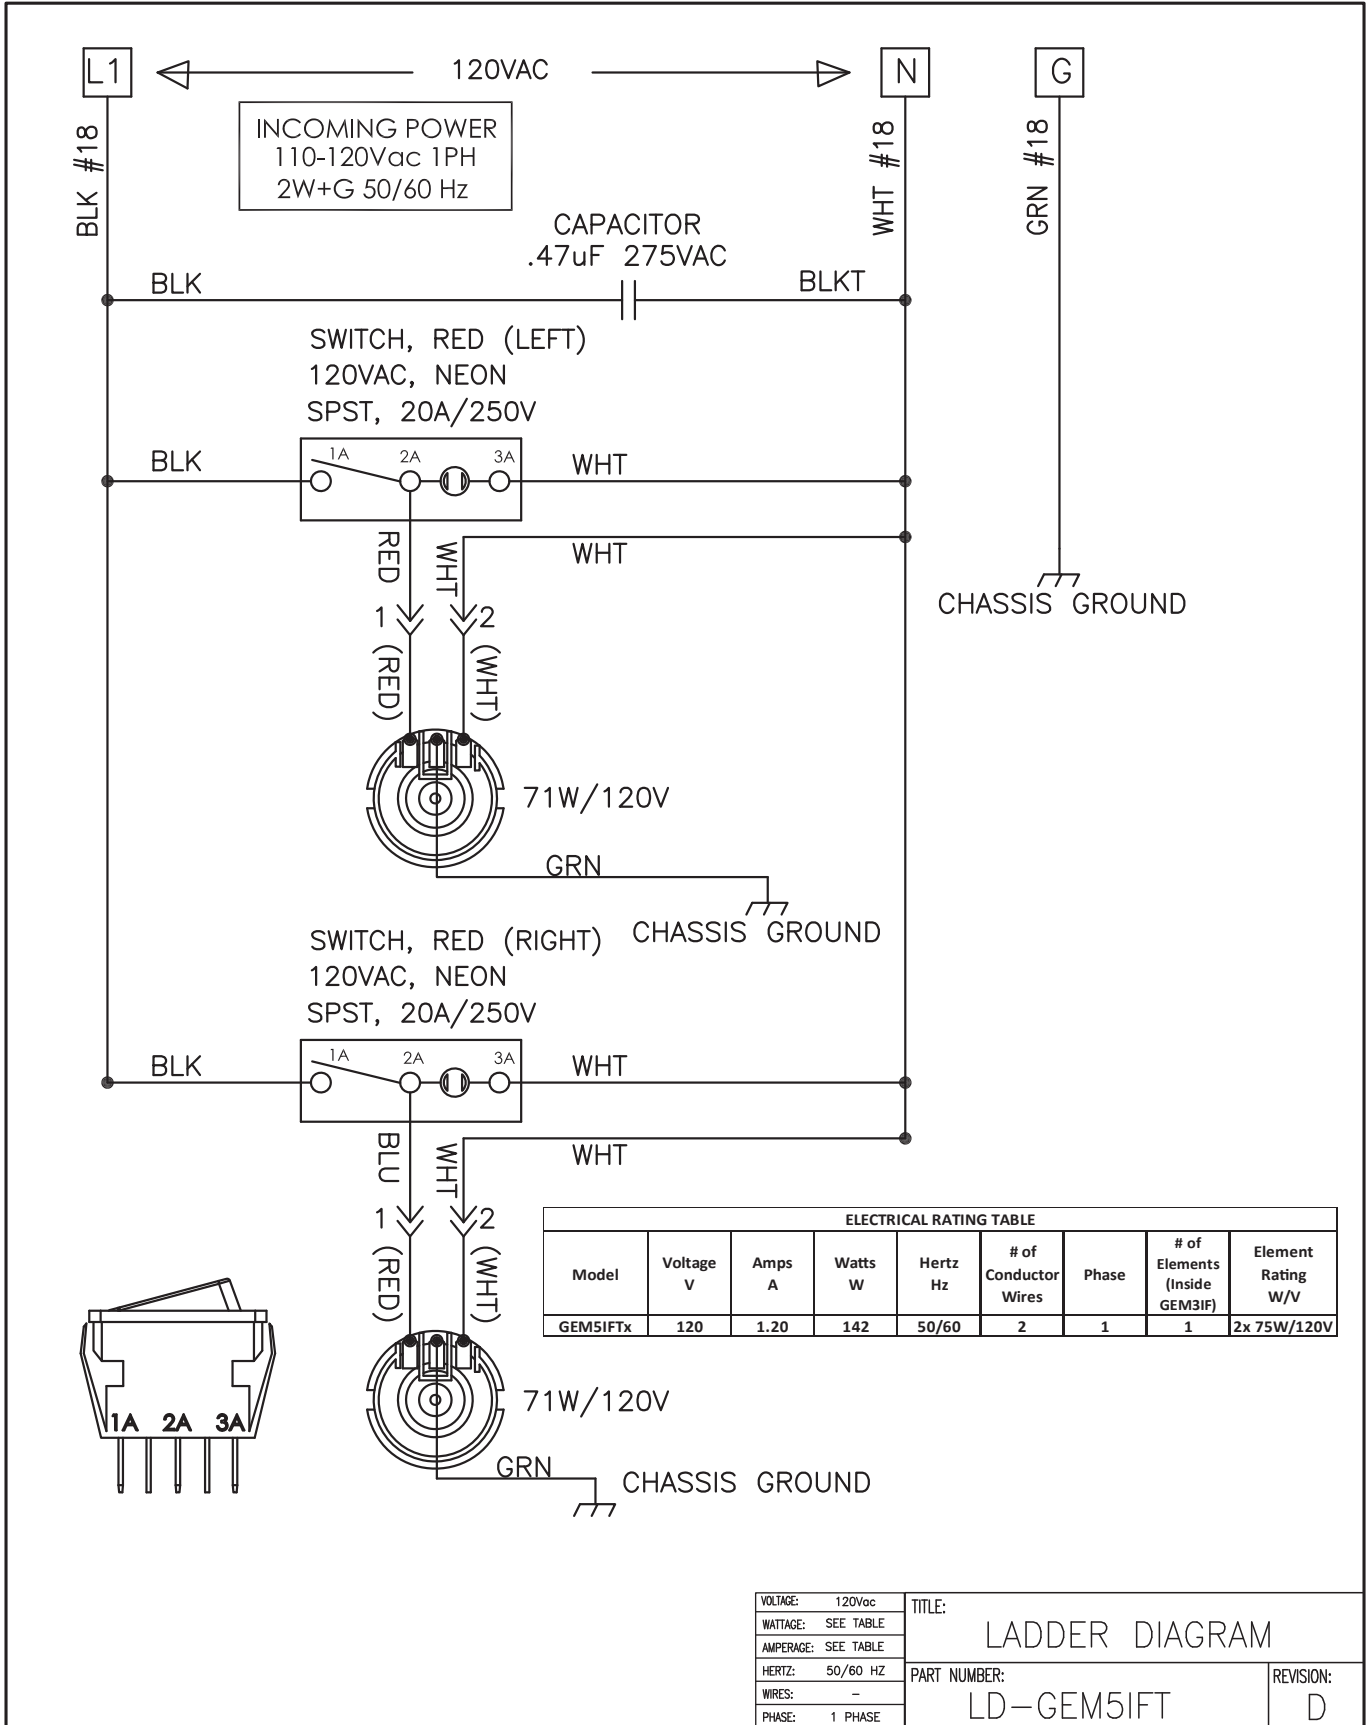 L1
120VAC
N
G
INCOMING POWER
110-120Vac 1PH
2W+G 50/60 Hz
BLK #18
WHT #18
GRN #18
CAPACITOR
.47uF 275VAC
BLK
BLKT
SWITCH, RED (LEFT)
120VAC, NEON
SPST, 20A/250V
BLK
1A
2A
3A
WHT
RED
WHT
WHT
1
2
(RED)
(WHT)
CHASSIS GROUND
71W/120V
GRN
CHASSIS GROUND
SWITCH, RED (RIGHT)
120VAC, NEON
SPST, 20A/250V
BLK
1A
2A
3A
WHT
BLU
WHT
WHT
1
2
(RED)
(WHT)
71W/120V
GRN
CHASSIS GROUND
ELECTRICAL RATING TABLE
Model
Voltage
V
Amps
A
Watts
W
Hertz
Hz
# of
Conductor
Wires
Phase
# of
Elements
(Inside
GEM3IF)
Element
Rating
W/V
GEM5IFTx 120 1.20 142 50/60 2 1 1 2x 75W/120V
1A 2A 3A
VOLTAGE: 120Vac
WATTAGE: SEE TABLE
AMPERAGE: SEE TABLE
HERTZ: 50/60 HZ
WIRES: -
PHASE: 1 PHASE
TITLE:
LADDER DIAGRAM
PART NUMBER:
LD-GEM5IFT
REVISION:
D